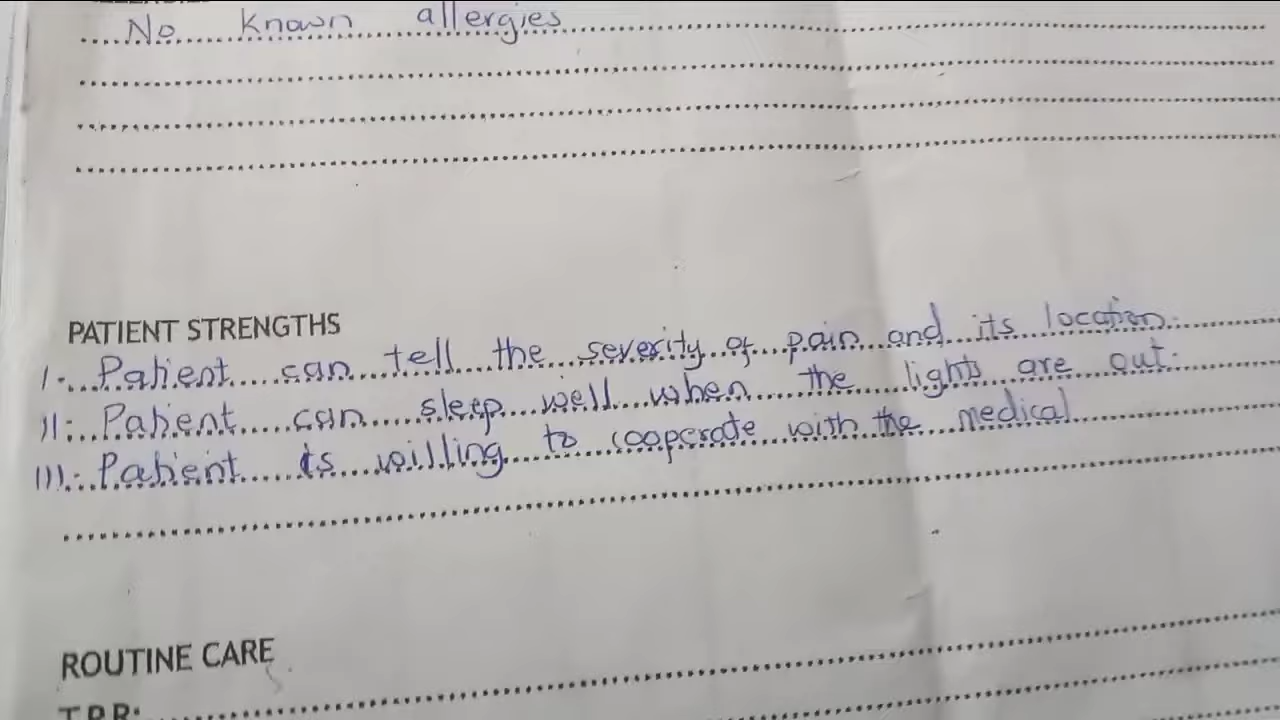 No known allergies
PATIENT STRENGTHS
I. Patient can tell the severity of pain and its location.
II. Patient can sleep well when the lights are out.
III. Patient is willing to cooperate with the medical
ROUTINE CARE
T.P.R: